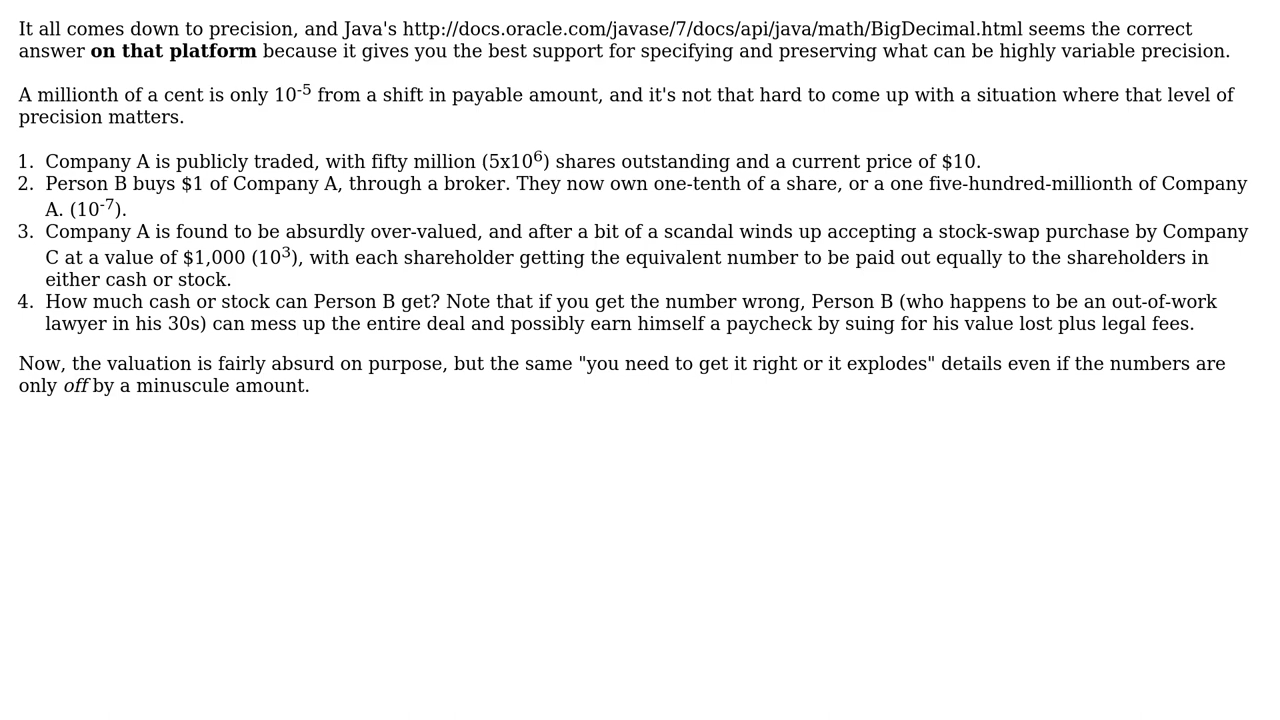 It all comes down to precision, and Java's http://docs.oracle.com/javase/7/docs/api/java/math/BigDecimal.html seems the correct
answer on that platform because it gives you the best support for specifying and preserving what can be highly variable precision.
A millionth of a cent is only 10-5 from a shift in payable amount, and it's not that hard to come up with a situation where that level of
precision matters.
1. Company A is publicly traded, with fifty million (5x106) shares outstanding and a current price of $10.
2. Person B buys $1 of Company A, through a broker. They now own one-tenth of a share, or a one five-hundred-millionth of Company
A. (10-7).
3. Company A is found to be absurdly over-valued, and after a bit of a scandal winds up accepting a stock-swap purchase by Company
C at a value of $1,000 (103), with each shareholder getting the equivalent number to be paid out equally to the shareholders in
either cash or stock.
4. How much cash or stock can Person B get? Note that if you get the number wrong, Person B (who happens to be an out-of-work
lawyer in his 30s) can mess up the entire deal and possibly earn himself a paycheck by suing for his value lost plus legal fees.
Now, the valuation is fairly absurd on purpose, but the same "you need to get it right or it explodes" details even if the numbers are
only off by a minuscule amount.